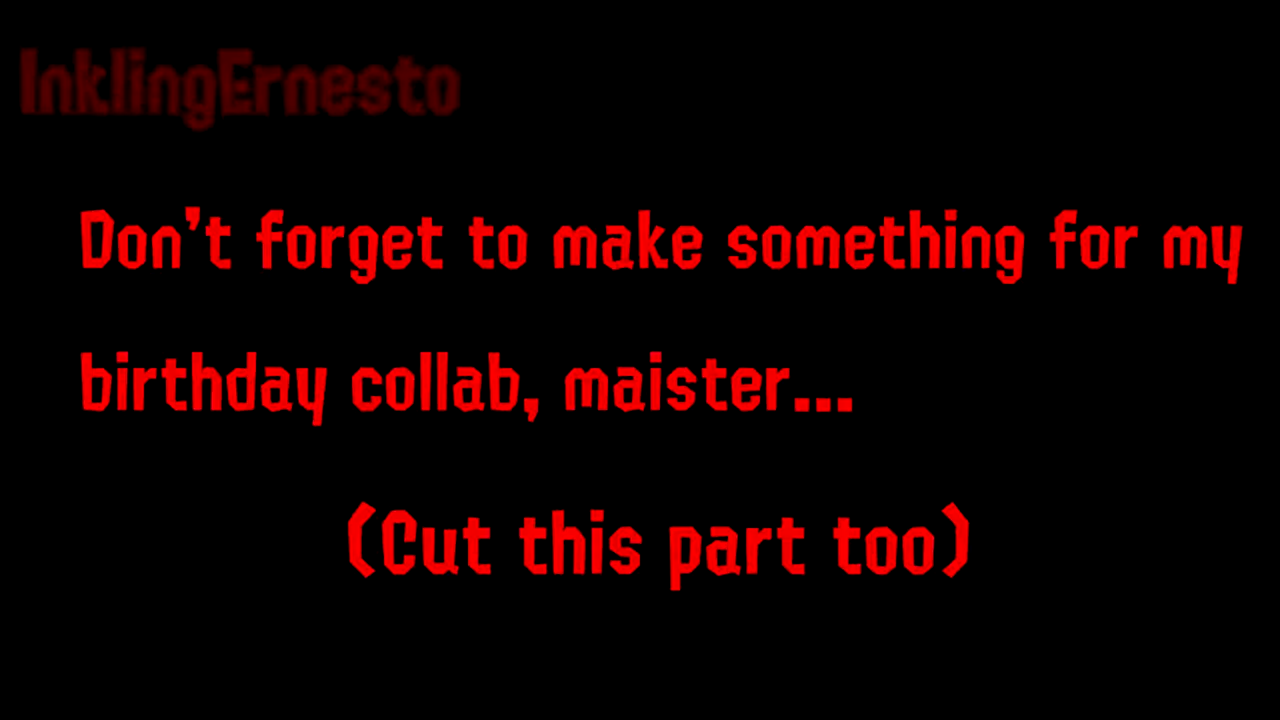 InklingErnesto
Don't forget to make something for my
birthday collab, maister...
(Cut this part too)